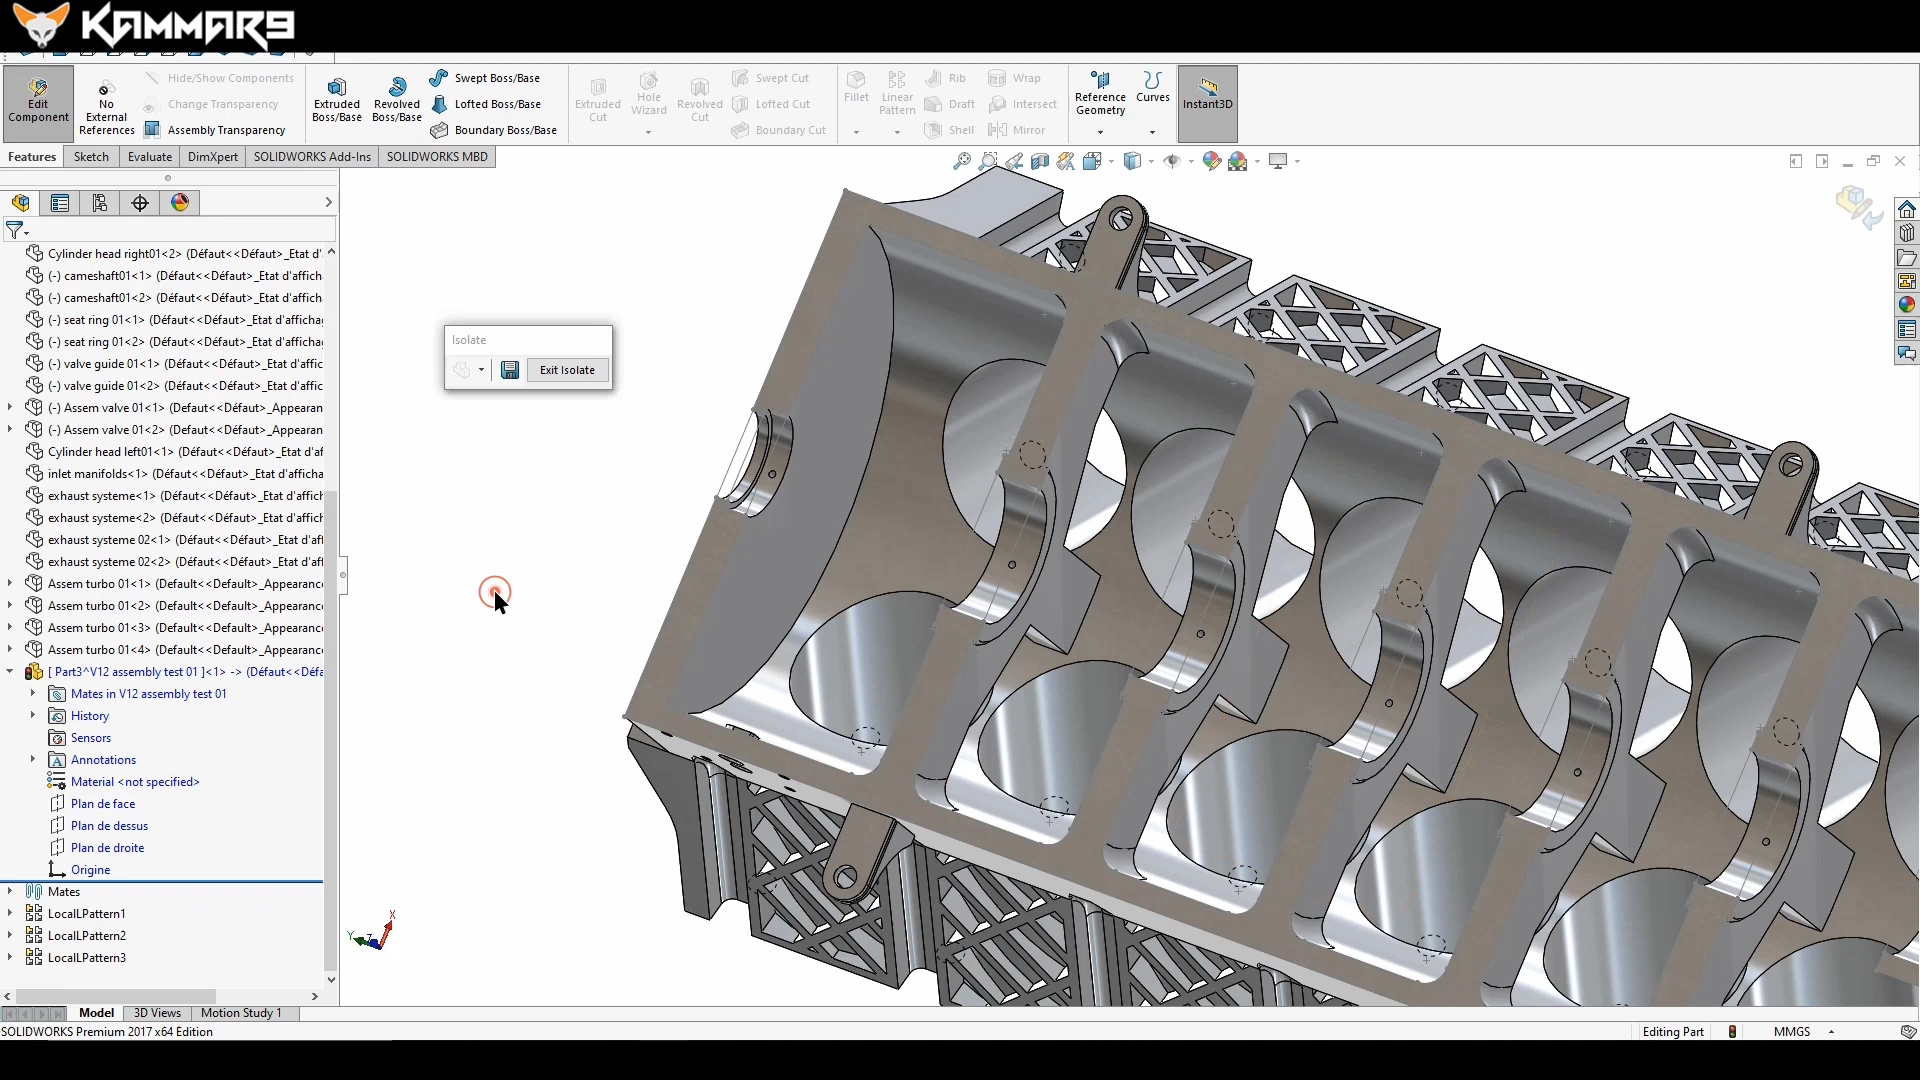 KAMMAR9
Edit Component
No External References
Hide/Show Components
Change Transparency
Assembly Transparency
Extruded Boss/Base
Revolved Boss/Base
Swept Boss/Base
Lofted Boss/Base
Boundary Boss/Base
Extruded Cut
Hole Wizard
Revolved Cut
Swept Cut
Lofted Cut
Boundary Cut
Fillet
Linear Pattern
Rib
Draft
Shell
Wrap
Intersect
Mirror
Reference Geometry
Curves
Instant3D
Features
Sketch
Evaluate
DimXpert
SOLIDWORKS Add-Ins
SOLIDWORKS MBD
Cylinder head right01<2> (Défaut<<Défaut>_Etat d'
(-) cameshaft01<1> (Défaut<<Défaut>_Etat d'affich
(-) cameshaft01<2> (Défaut<<Défaut>_Etat d'affich
(-) seat ring 01<1> (Défaut<<Défaut>_Etat d'affichag
(-) seat ring 01<2> (Défaut<<Défaut>_Etat d'affichag
(-) valve guide 01<1> (Défaut<<Défaut>_Etat d'affic
(-) valve guide 01<2> (Défaut<<Défaut>_Etat d'affic
(-) Assem valve 01<1> (Defaut<<Défaut>_Appearan
(-) Assem valve 01<2> (Defaut<<Défaut>_Appearan
Cylinder head left01<1> (Défaut<<Défaut>_Etat d'af
inlet manifolds<1> (Défaut<<Défaut>_Etat d'afficha
exhaust systeme<1> (Défaut<<Défaut>_Etat d'affich
exhaust systeme<2> (Défaut<<Défaut>_Etat d'affich
exhaust systeme 02<1> (Défaut<<Défaut>_Etat d'aff
exhaust systeme 02<2> (Défaut<<Défaut>_Etat d'aff
Assem turbo 01<1> (Default<<Default>_Appearance
Assem turbo 01<2> (Default<<Default>_Appearance
Assem turbo 01<3> (Default<<Default>_Appearance
Assem turbo 01<4> (Default<<Default>_Appearance
[ Part3^V12 assembly test 01 ]<1> -> (Défaut<<Défa
Mates in V12 assembly test 01
History
Sensors
Annotations
Material <not specified>
Plan de face
Plan de dessus
Plan de droite
Origine
Mates
LocalLPattern1
LocalLPattern2
LocalLPattern3
Isolate
Exit Isolate
X
Y
Z
Model
3D Views
Motion Study 1
SOLIDWORKS Premium 2017 x64 Edition
Editing Part
MMGS